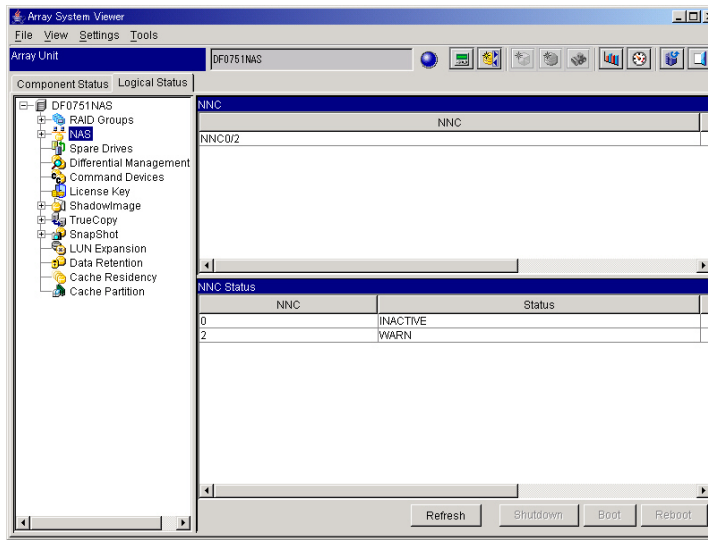 Array System Viewer
File View Settings Tools
Array Unit
DF0751NAS
Component Status Logical Status
DF0751NAS
RAID Groups
NAS
Spare Drives
Differential Management
Command Devices
License Key
ShadowImage
TrueCopy
SnapShot
LUN Expansion
Data Retention
Cache Residency
Cache Partition
NNC
NNC
NNC0/2
NNC Status
NNC Status
0 INACTIVE
2 WARN
Refresh Shutdown Boot Reboot